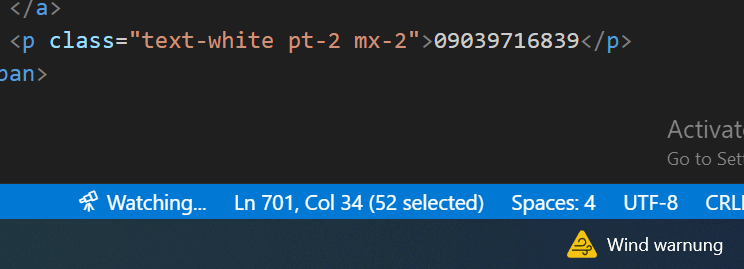 </a>
<p class="text-white pt-2 mx-2">09039716839</p>
pan>
Activat
Go to Sett
Watching... Ln 701, Col 34 (52 selected) Spaces: 4 UTF-8 CRL
Wind warnung